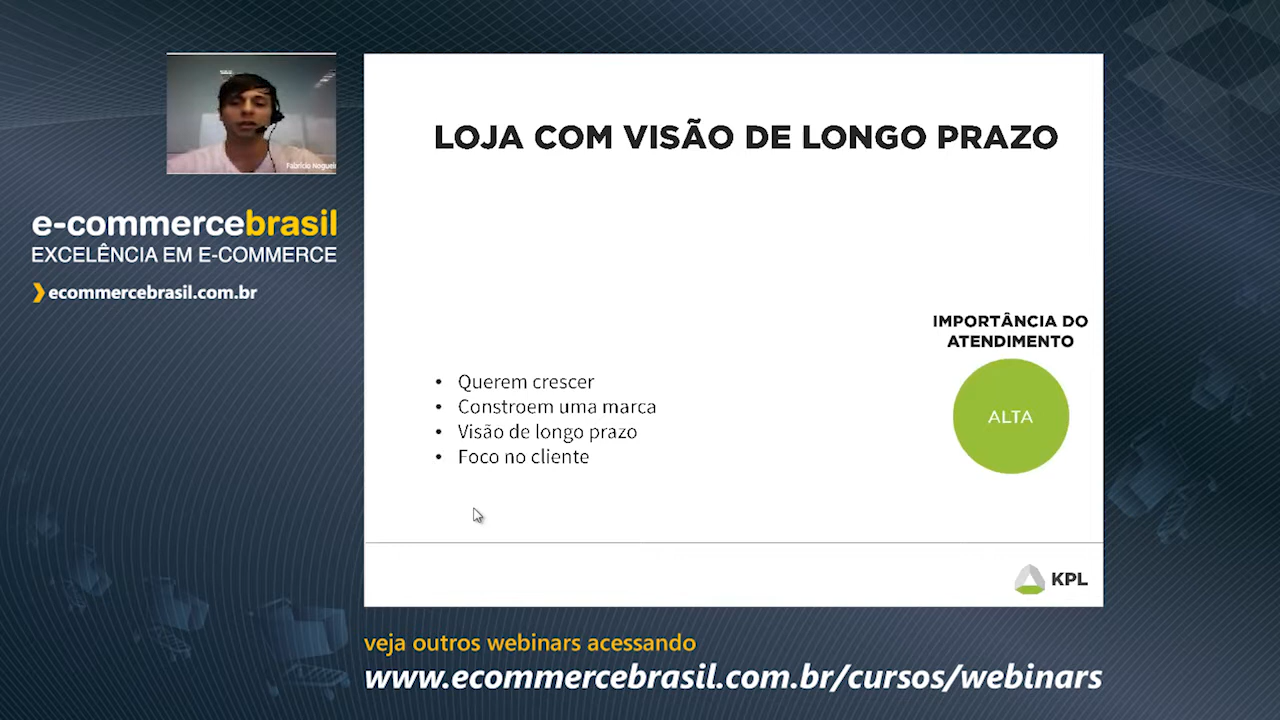 Fabrício Nogueir
e-commercebrasil
EXCELÊNCIA EM E-COMMERCE
ecommercebrasil.com.br
LOJA COM VISÃO DE LONGO PRAZO
IMPORTÂNCIA DO
ATENDIMENTO
ALTA
• Querem crescer
• Constroem uma marca
• Visão de longo prazo
• Foco no cliente
KPL
veja outros webinars acessando
www.ecommercebrasil.com.br/cursos/webinars